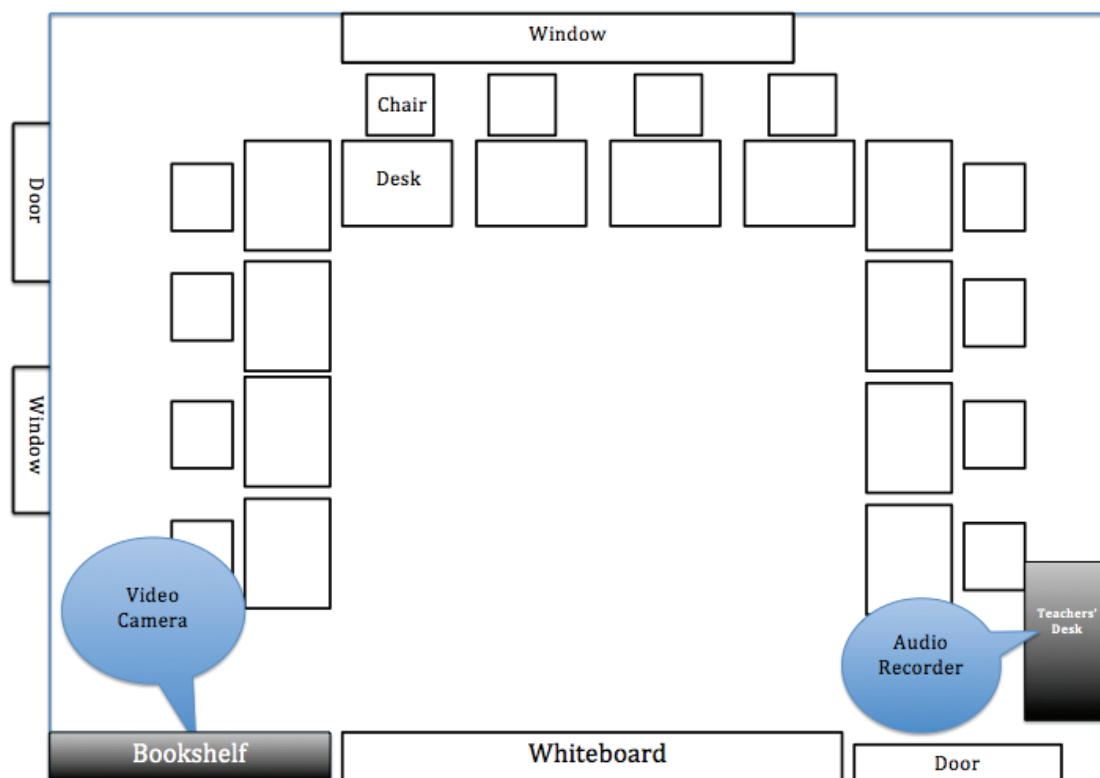 Window
Chair
Desk
Door
Window
Video
Camera
Audio
Recorder
Teachers'
Desk
Bookshelf
Whiteboard
Door